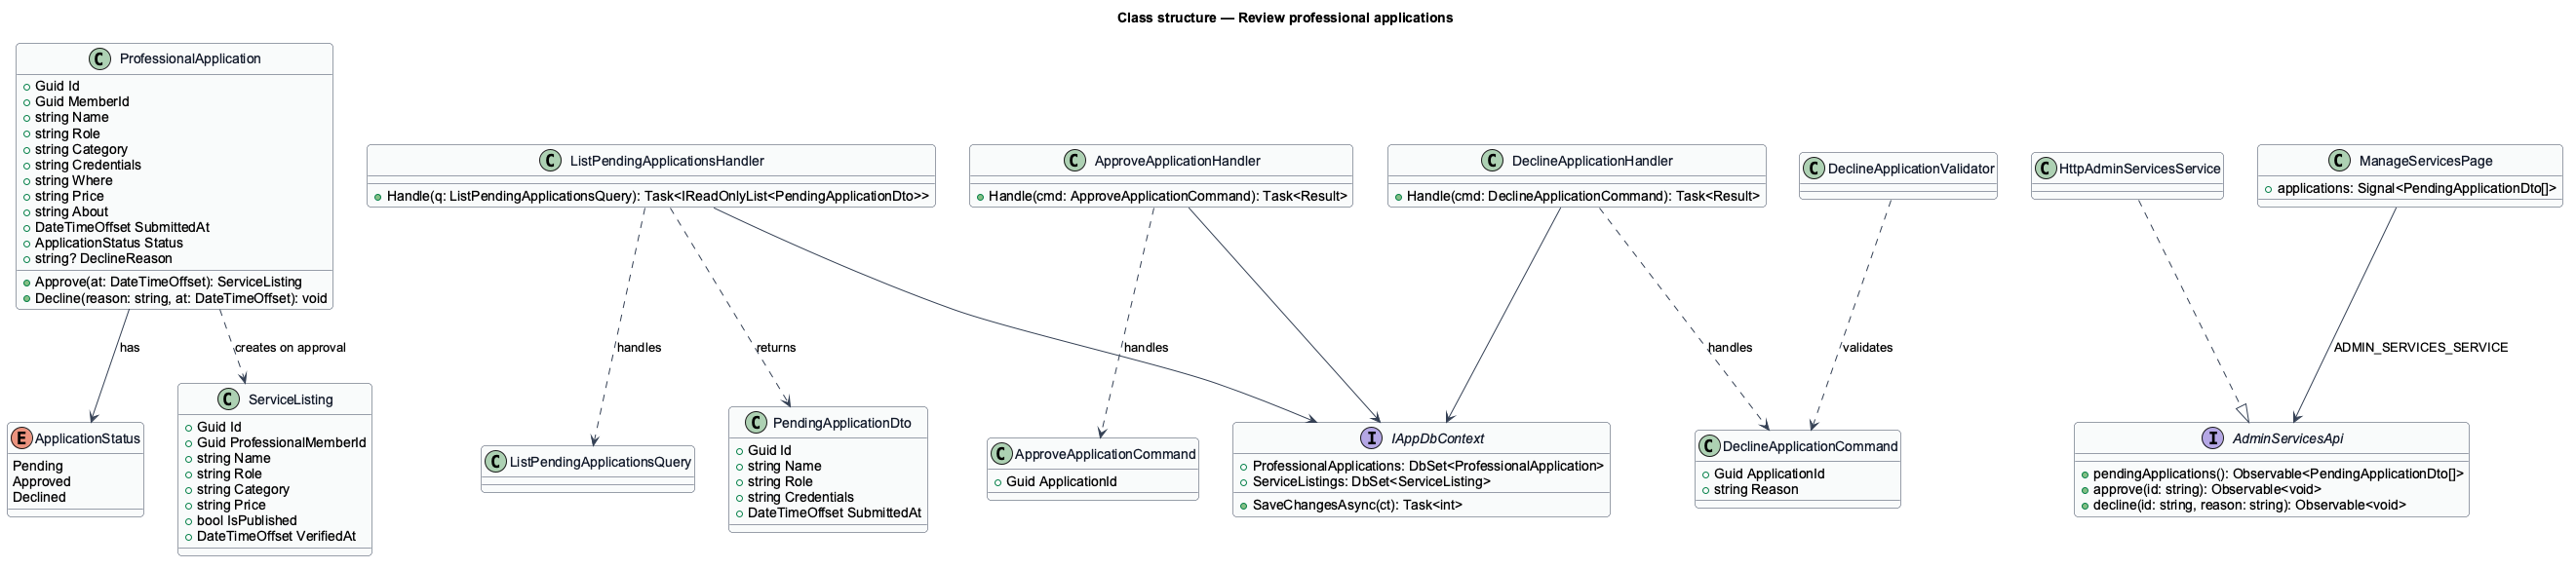 Class structure — Review professional applications
C ProfessionalApplication
Guid Id
Guid MemberId
string Name
string Role
string Category
string Credentials
string Where
string Price
string About
DateTimeOffset SubmittedAt
ApplicationStatus Status
string? DeclineReason
Approve(at: DateTimeOffset): ServiceListing
Decline(reason: string, at: DateTimeOffset): void
C ListPendingApplicationsHandler
Handle(q: ListPendingApplicationsQuery): Task<IReadOnlyList<PendingApplicationDto>>
C ApproveApplicationHandler
Handle(cmd: ApproveApplicationCommand): Task<Result>
C DeclineApplicationHandler
Handle(cmd: DeclineApplicationCommand): Task<Result>
C DeclineApplicationValidator
C HttpAdminServicesService
C ManageServicesPage
applications: Signal<PendingApplicationDto[]>
has
creates on approval
handles
returns
handles
handles
validates
ADMIN_SERVICES_SERVICE
E ApplicationStatus
Pending
Approved
Declined
C ServiceListing
Guid Id
Guid ProfessionalMemberId
string Name
string Role
string Category
string Price
bool IsPublished
DateTimeOffset VerifiedAt
C ListPendingApplicationsQuery
C PendingApplicationDto
Guid Id
string Name
string Role
string Credentials
DateTimeOffset SubmittedAt
C ApproveApplicationCommand
Guid ApplicationId
I IAppDbContext
ProfessionalApplications: DbSet<ProfessionalApplication>
ServiceListings: DbSet<ServiceListing>
SaveChangesAsync(ct): Task<int>
C DeclineApplicationCommand
Guid ApplicationId
string Reason
I AdminServicesApi
pendingApplications(): Observable<PendingApplicationDto[]>
approve(id: string): Observable<void>
decline(id: string, reason: string): Observable<void>